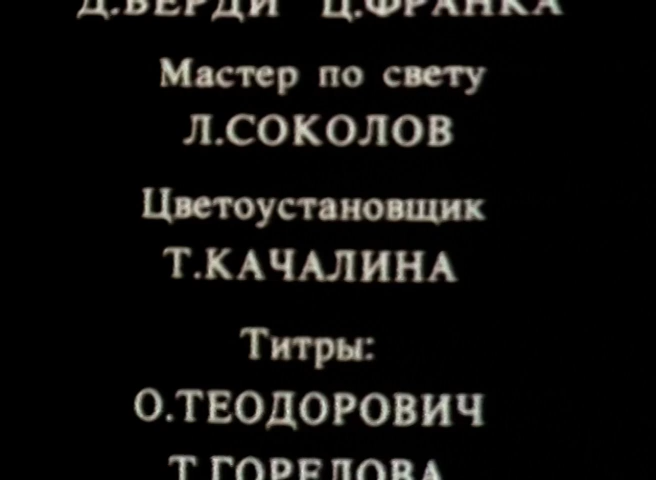 Д.ВЕРДИ Ц.ФРАНКА
Мастер по свету
Л.СОКОЛОВ
Цветоустановщик
Т.КАЧАЛИНА
Титры:
О.ТЕОДОРОВИЧ
Т.ГОРЕЛОВА